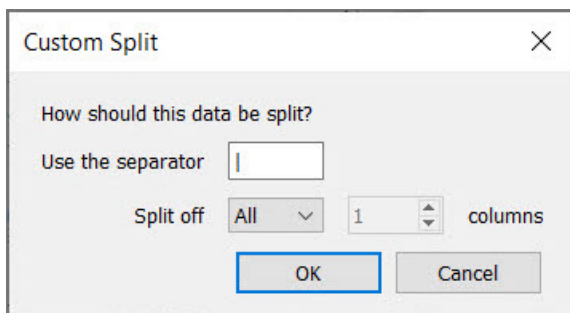 Custom Split
How should this data be split?
Use the separator |
Split off All 1 columns
OK Cancel